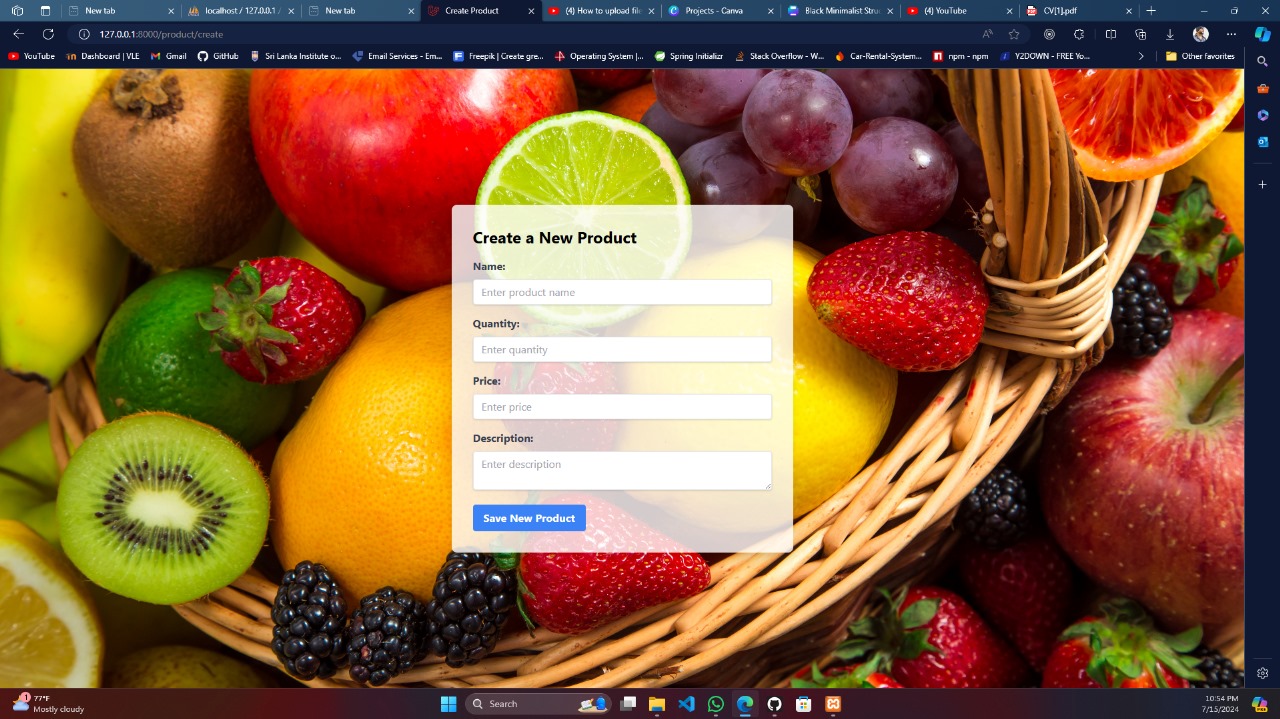 New tab
localhost / 127.0.0.1 /
New tab
Create Product
(4) How to upload file
Projects - Canva
Black Minimalist Stru
(4) YouTube
CV[1].pdf
127.0.0.1:8000/product/create
YouTube
Dashboard | VLE
Gmail
GitHub
Sri Lanka Institute o...
Email Services - Em...
Freepik | Create gre...
Operating System |...
Spring Initializr
Stack Overflow - W...
Car-Rental-System...
npm - npm
Y2DOWN - FREE Yo...
Other favorites
Create a New Product
Name:
Enter product name
Quantity:
Enter quantity
Price:
Enter price
Description:
Enter description
Save New Product
1
77°F
Mostly cloudy
Search
10:54 PM
7/15/2024